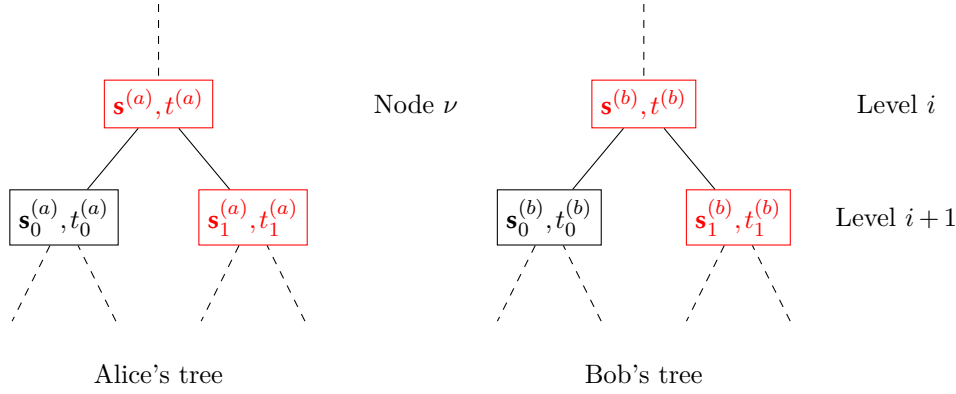 s^(a), t^(a) Node ν s^(b), t^(b) Level i
s_0^(a), t_0^(a) s_1^(a), t_1^(a) s_0^(b), t_0^(b) s_1^(b), t_1^(b) Level i + 1
Alice's tree Bob's tree